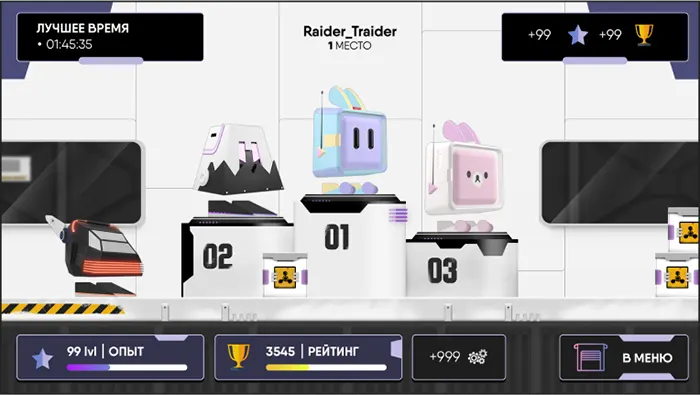 ЛУЧШЕЕ ВРЕМЯ
• 01:45:35
Raider_Traider
1 МЕСТО
+99 +99
02
01
03
99 lvl | ОПЫТ
3545 | РЕЙТИНГ
+999
В МЕНЮ